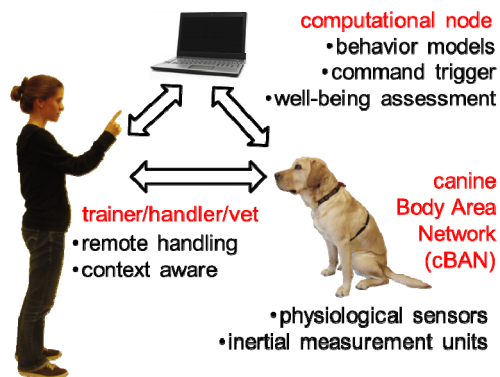 computational node
•behavior models
•command trigger
•well-being assessment
trainer/handler/vet
•remote handling
•context aware
canine
Body Area
Network
(cBAN)
•physiological sensors
•inertial measurement units